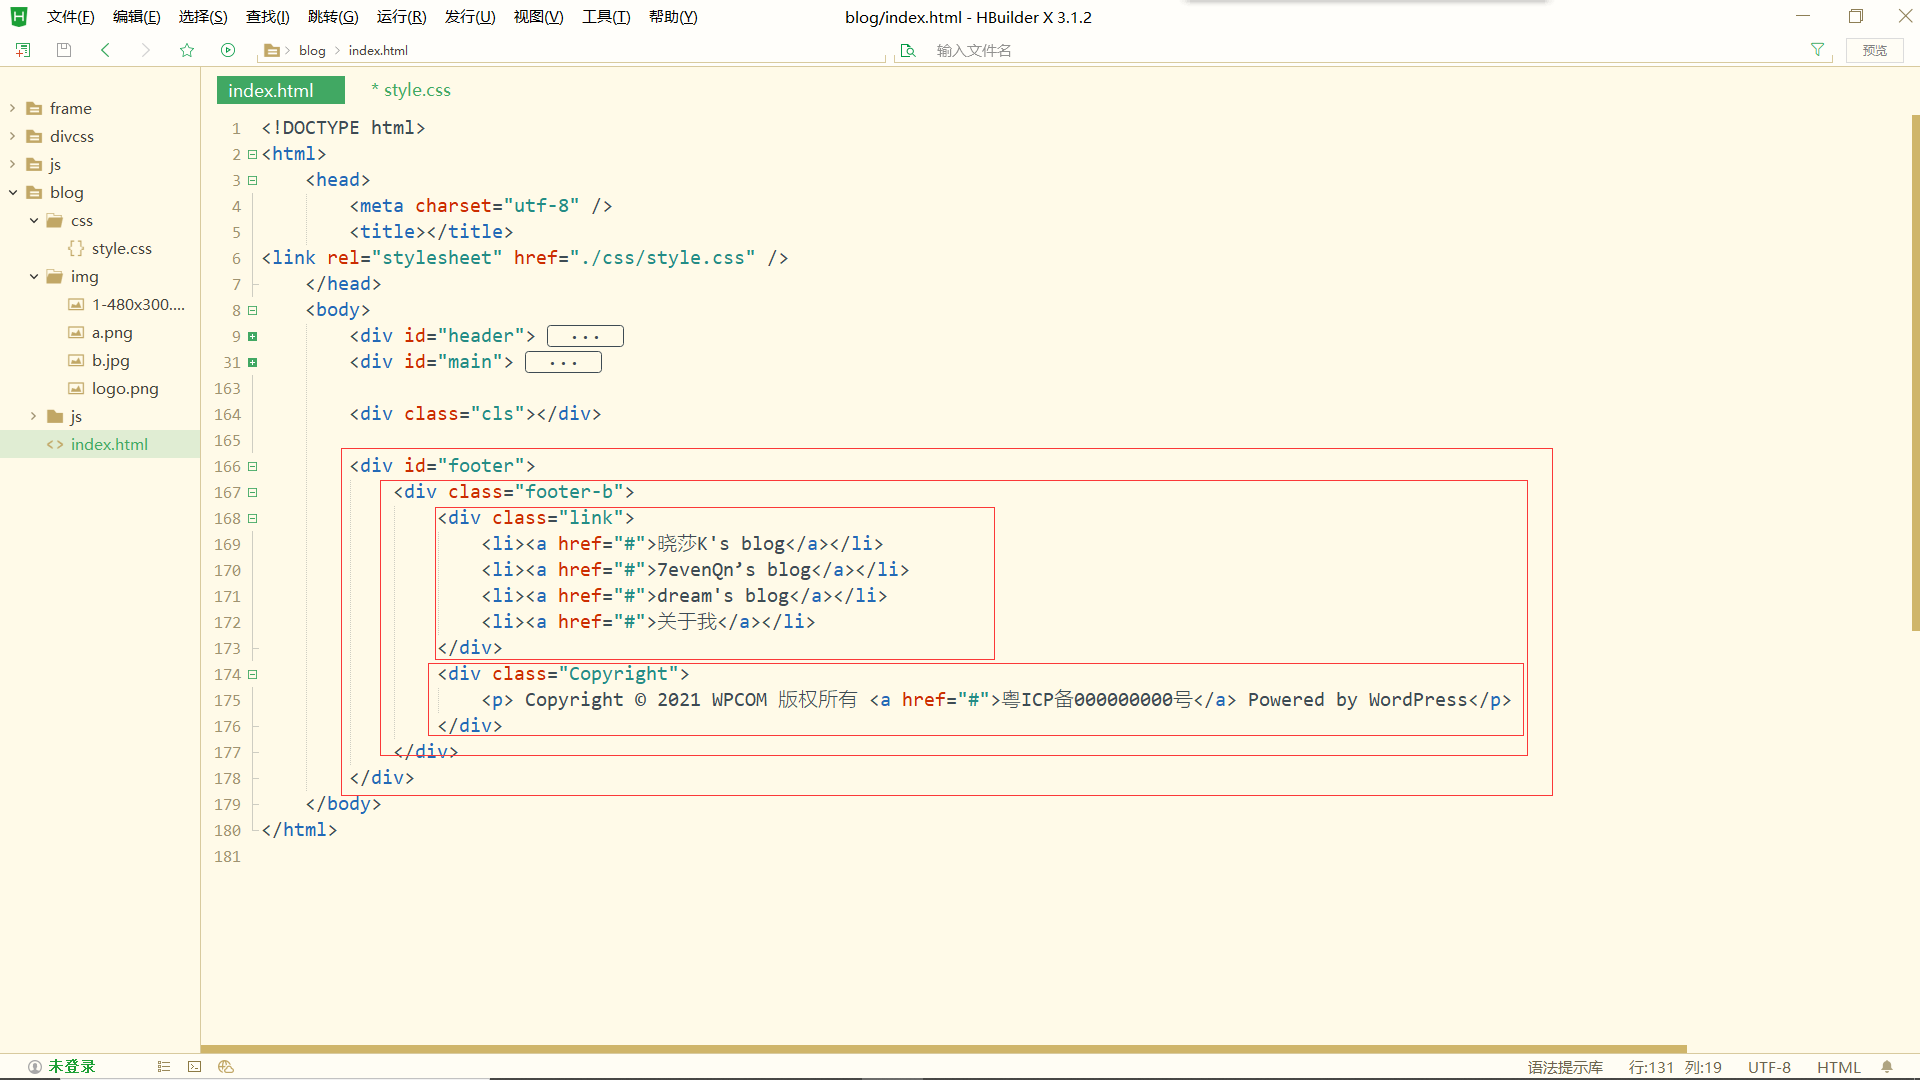 文件(F) 编辑(E) 选择(S) 查找(I) 跳转(G) 运行(R) 发行(U) 视图(V) 工具(T) 帮助(Y) blog/index.html - HBuilder X 3.1.2
blog index.html 输入文件名 预览
index.html * style.css
frame
divcss
js
blog
css
style.css
img
1-480x300....
a.png
b.jpg
logo.png
js
index.html
1 <!DOCTYPE html>
2 <html>
3 <head>
4 <meta charset="utf-8" />
5 <title></title>
6 <link rel="stylesheet" href="./css/style.css" />
7 </head>
8 <body>
9 <div id="header"> ...
31 <div id="main"> ...
163
164 <div class="cls"></div>
165
166 <div id="footer">
167 <div class="footer-b">
168 <div class="link">
169 <li><a href="#">晓莎K's blog</a></li>
170 <li><a href="#">7evenQn’s blog</a></li>
171 <li><a href="#">dream's blog</a></li>
172 <li><a href="#">关于我</a></li>
173 </div>
174 <div class="Copyright">
175 <p> Copyright © 2021 WPCOM 版权所有 <a href="#">粤ICP备000000000号</a> Powered by WordPress</p>
176 </div>
177 </div>
178 </div>
179 </body>
180 </html>
181
未登录 语法提示库 行:131 列:19 UTF-8 HTML